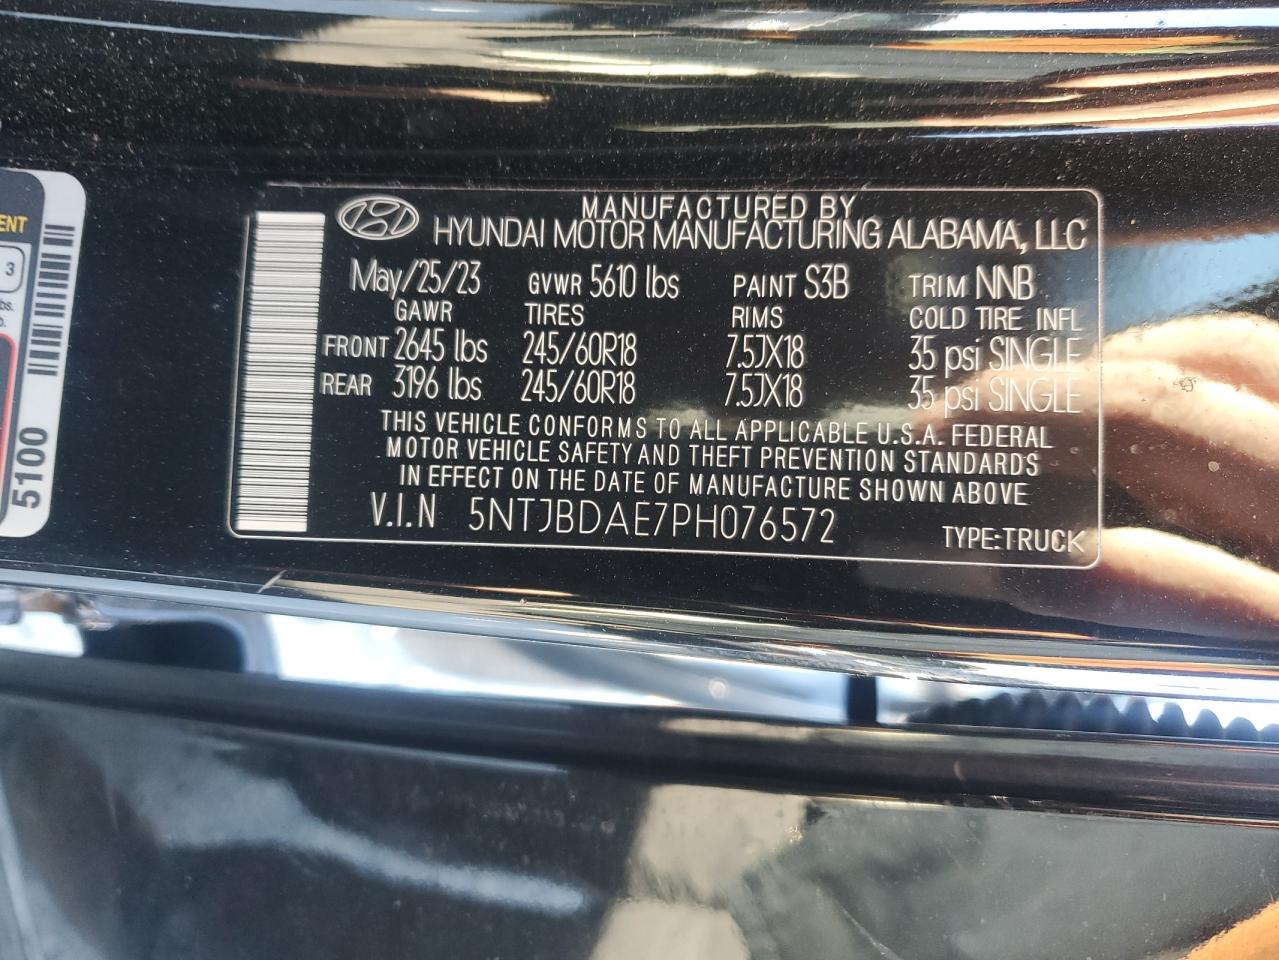 MANUFACTURED BY
HYUNDAI MOTOR MANUFACTURING ALABAMA, LLC
May/25/23 GVWR 5610 lbs PAINT S3B TRIM NNB
GAWR TIRES RIMS COLD TIRE INFL
FRONT 2645 lbs 245/60R18 7.5JX18 35 psi SINGLE
REAR 3196 lbs 245/60R18 7.5JX18 35 psi SINGLE
THIS VEHICLE CONFORMS TO ALL APPLICABLE U.S.A. FEDERAL
MOTOR VEHICLE SAFETY AND THEFT PREVENTION STANDARDS
IN EFFECT ON THE DATE OF MANUFACTURE SHOWN ABOVE
V.I.N 5NTJBDAE7PH076572 TYPE:TRUCK
ENT
3
bs.
5100